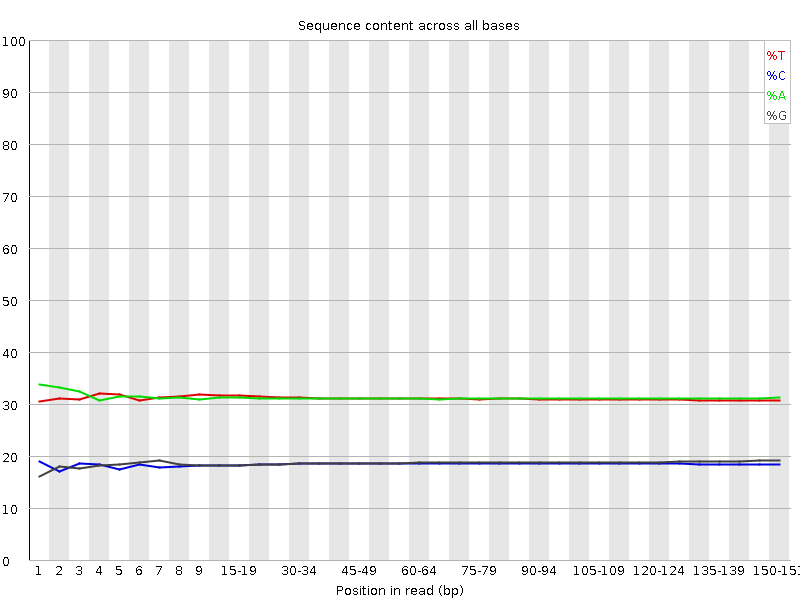 Sequence content across all bases
100
90
80
70
60
50
40
30
20
10
0
%T
%C
%A
%G
1 2 3 4 5 6 7 8 9 15-19 30-34 45-49 60-64 75-79 90-94 105-109 120-124 135-139 150-151
Position in read (bp)